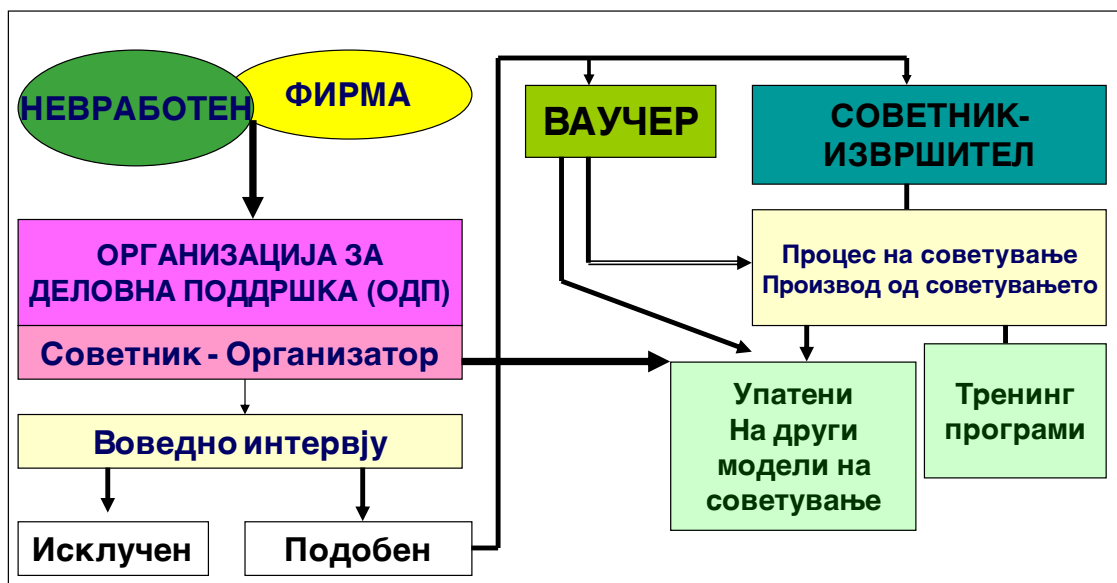 НЕВРАБОТЕН
ФИРМА
ОРГАНИЗАЦИЈА ЗА
ДЕЛОВНА ПОДДРШКА (ОДП)
Советник - Организатор
Воведно интервју
Исклучен
Подобен
ВАУЧЕР
СОВЕТНИК-
ИЗВРШИТЕЛ
Процес на советување
Производ од советувањето
Упатени
На други
модели на
советување
Тренинг
програми